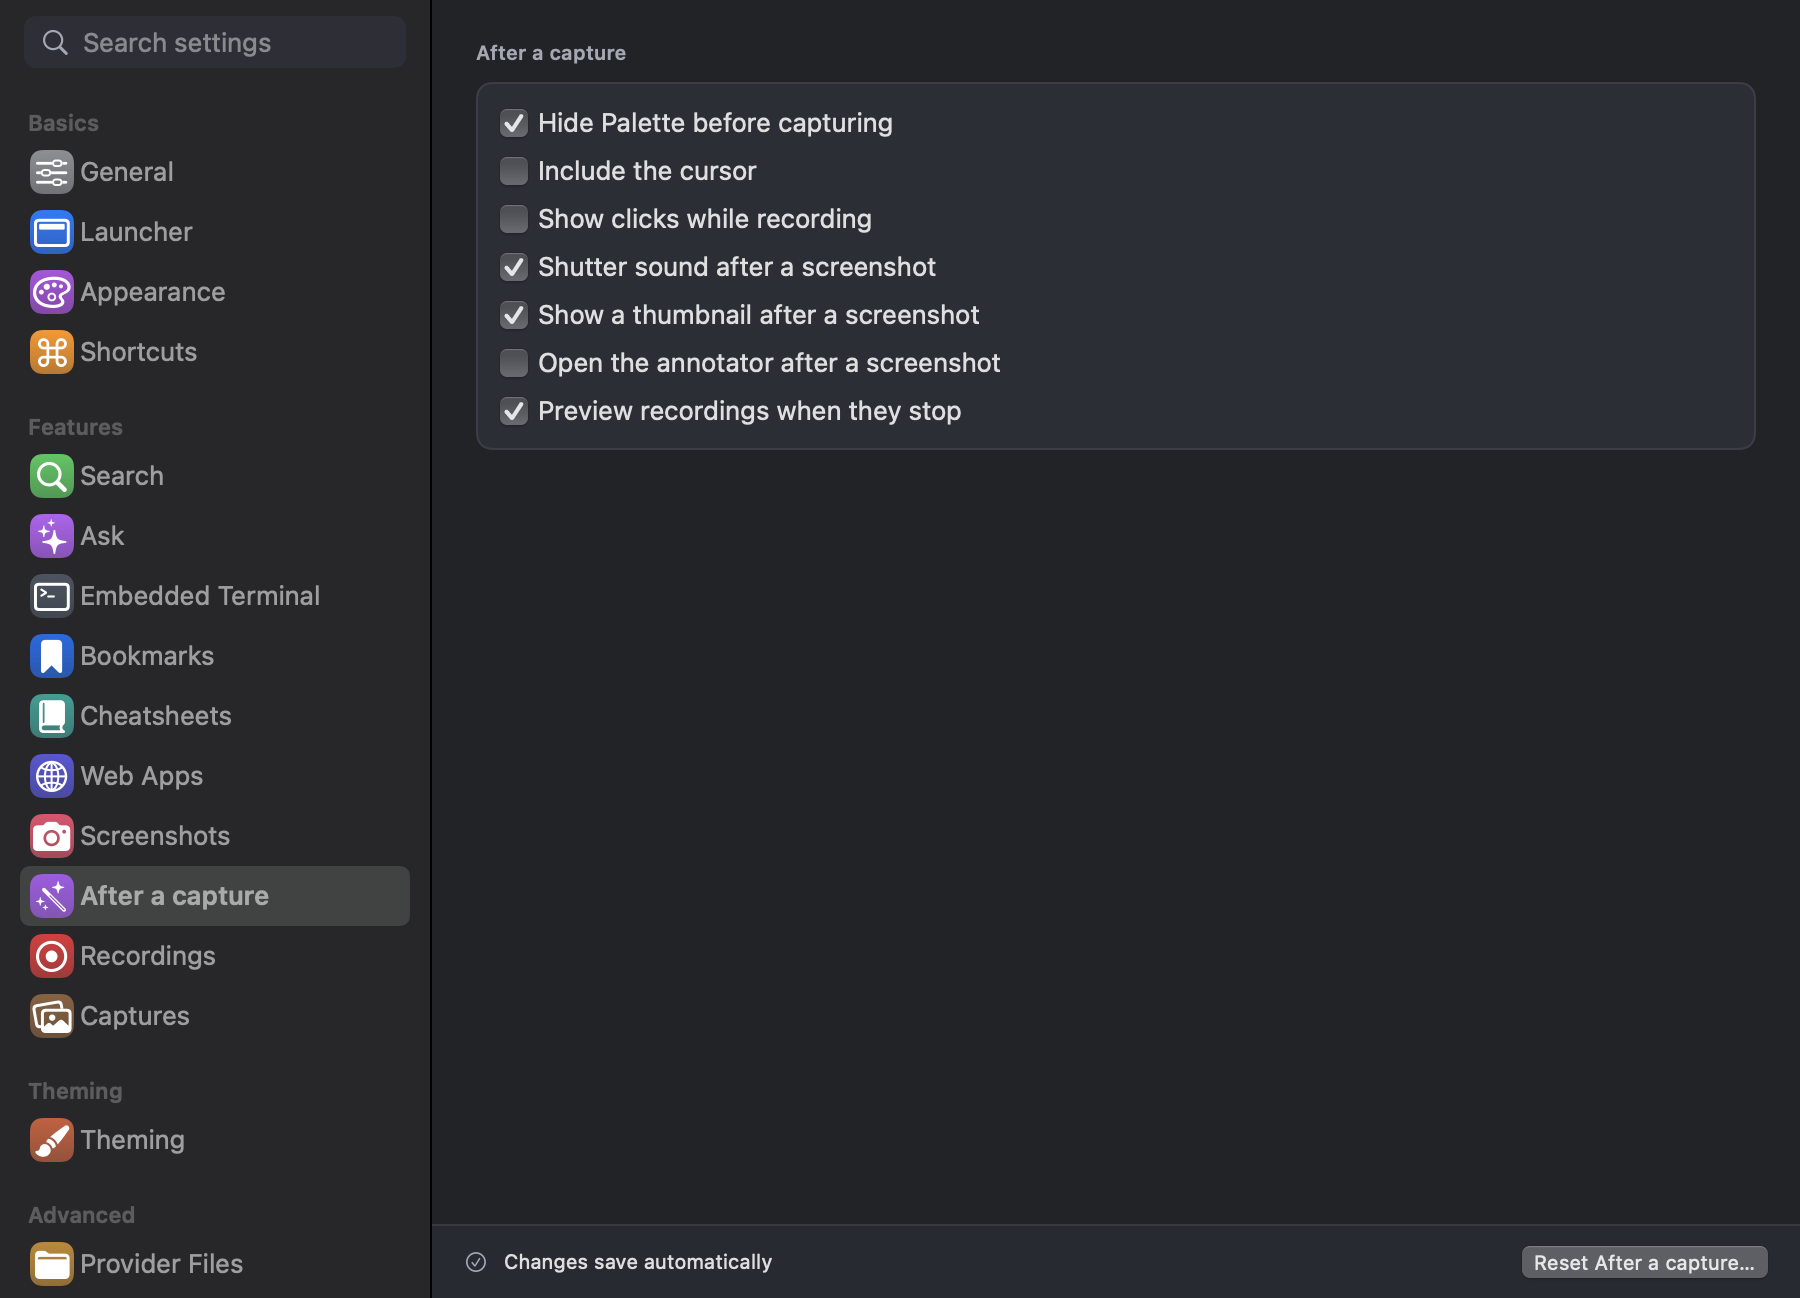 Search settings
Basics
General
Launcher
Appearance
Shortcuts
Features
Search
Ask
Embedded Terminal
Bookmarks
Cheatsheets
Web Apps
Screenshots
After a capture
Recordings
Captures
Theming
Theming
Advanced
Provider Files
After a capture
Hide Palette before capturing
Include the cursor
Show clicks while recording
Shutter sound after a screenshot
Show a thumbnail after a screenshot
Open the annotator after a screenshot
Preview recordings when they stop
Changes save automatically
Reset After a capture...